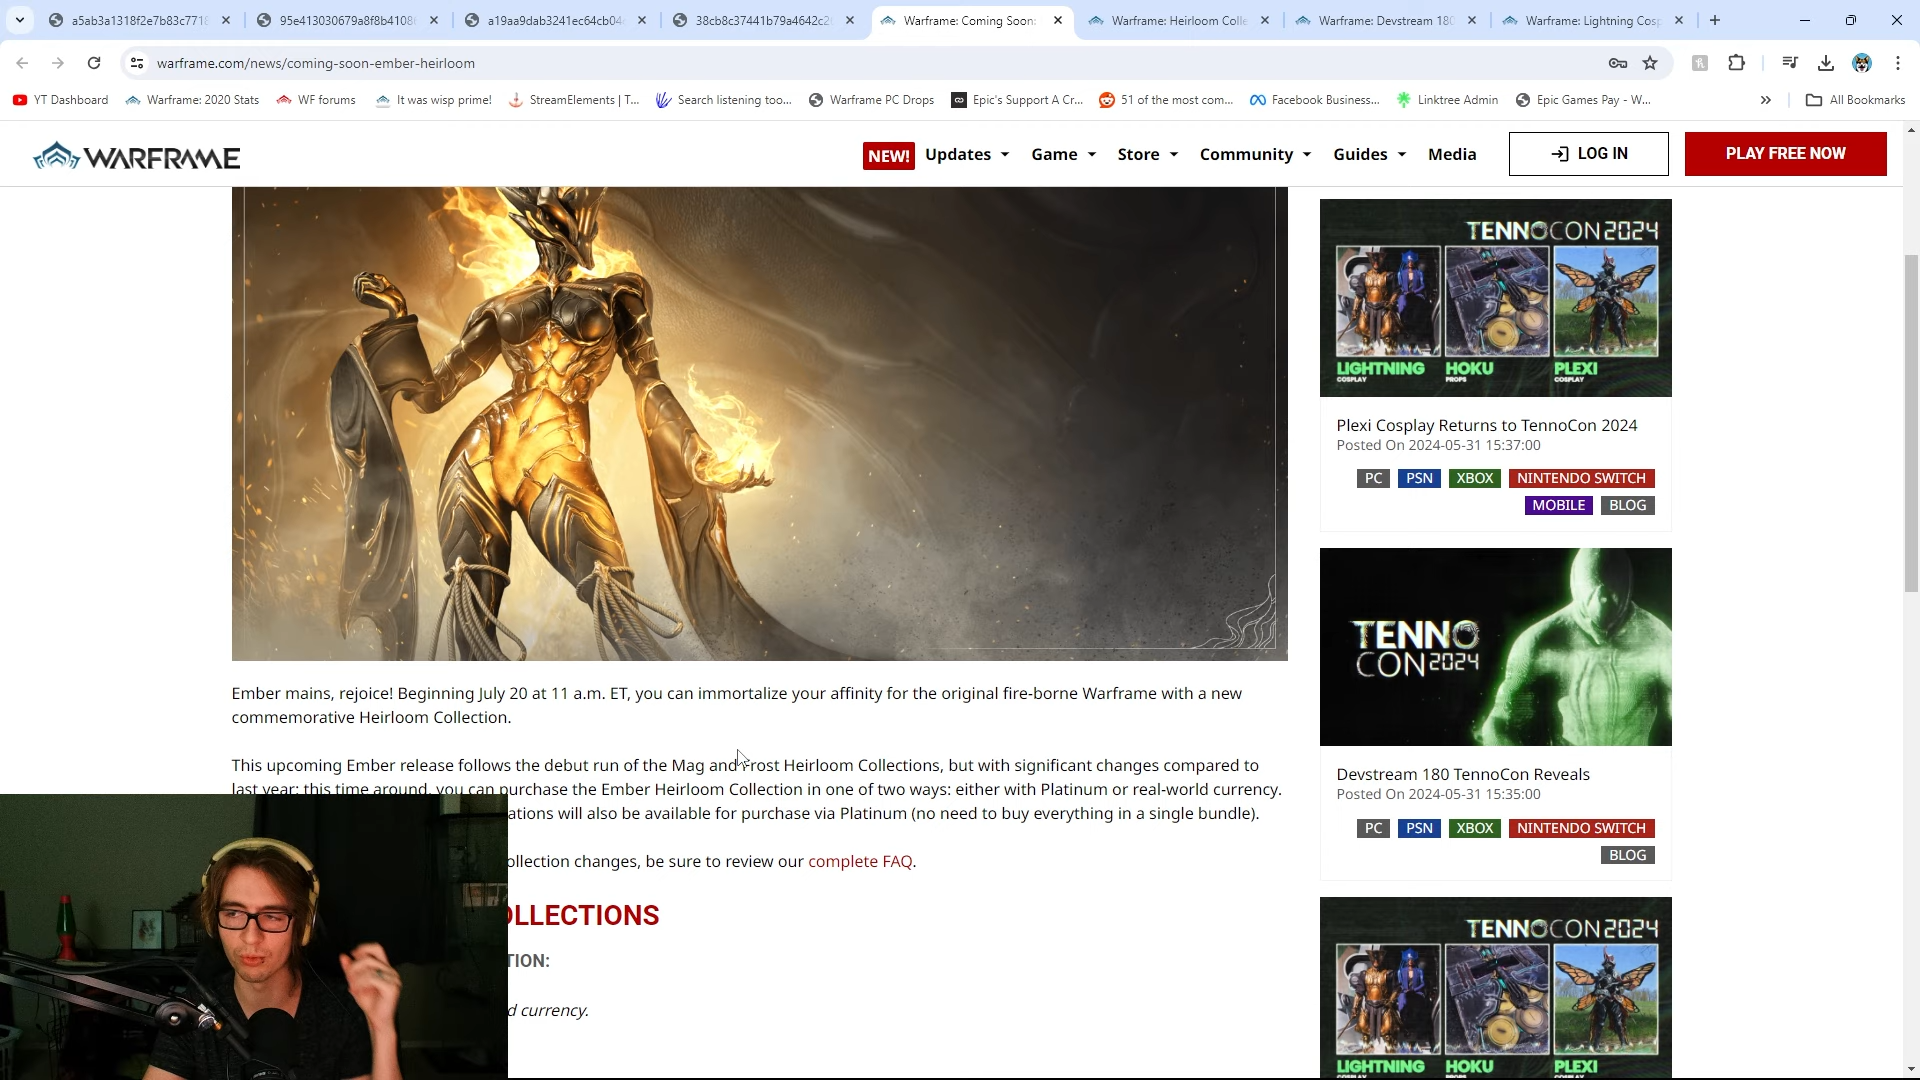 a5ab3a1318f2e7b83c7718
95e413030679a8f8b4108
a19aa9dab3241ec64cb04
38cb8c37441b79a4642c2
Warframe: Coming Soon:
Warframe: Heirloom Colle
Warframe: Devstream 180
Warframe: Lightning Cosp
warframe.com/news/coming-soon-ember-heirloom
YT Dashboard
Warframe: 2020 Stats
WF forums
It was wisp prime!
StreamElements | T...
Search listening too...
Warframe PC Drops
Epic's Support A Cr...
51 of the most com...
Facebook Business...
Linktree Admin
Epic Games Pay - W...
All Bookmarks
WARFRAME
NEW! Updates
Game
Store
Community
Guides
Media
LOG IN
PLAY FREE NOW
Ember mains, rejoice! Beginning July 20 at 11 a.m. ET, you can immortalize your affinity for the original fire-borne Warframe with a new
commemorative Heirloom Collection.
This upcoming Ember release follows the debut run of the Mag and Frost Heirloom Collections, but with significant changes compared to
last year: this time around, you can purchase the Ember Heirloom Collection in one of two ways: either with Platinum or real-world currency.
ations will also be available for purchase via Platinum (no need to buy everything in a single bundle).
ollection changes, be sure to review our complete FAQ.
OLLECTIONS
TION:
d currency.
TENNOCON 2024
LIGHTNING
COSPLAY
HOKU
PROPS
PLEXI
COSPLAY
Plexi Cosplay Returns to TennoCon 2024
Posted On 2024-05-31 15:37:00
PC PSN XBOX NINTENDO SWITCH
MOBILE BLOG
TENNO
CON 2024
Devstream 180 TennoCon Reveals
Posted On 2024-05-31 15:35:00
PC PSN XBOX NINTENDO SWITCH
BLOG
TENNOCON 2024
LIGHTNING
HOKU
PLEXI